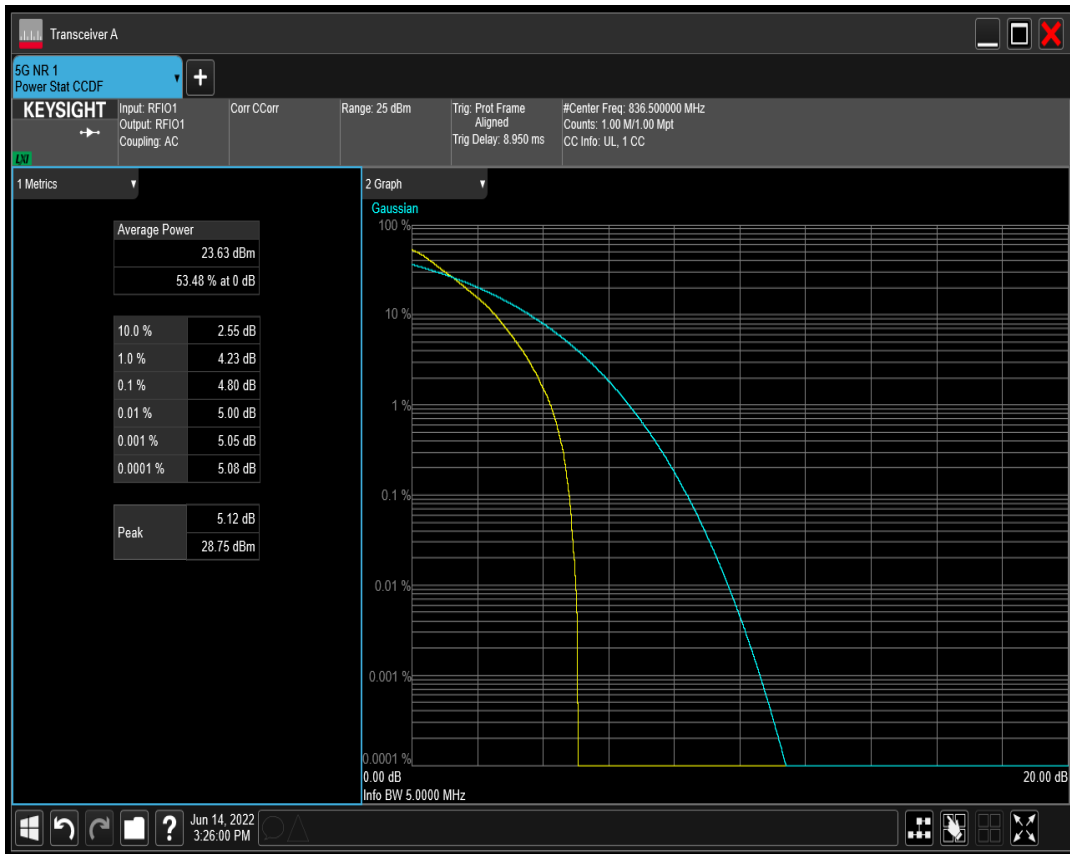 Transceiver A
5G NR 1
Power Stat CCDF
+
KEYSIGHT
LXI
Input: RFIO1
Output: RFIO1
Coupling: AC
Corr CCorr
Range: 25 dBm
Trig: Prot Frame
Aligned
Trig Delay: 8.950 ms
#Center Freq: 836.500000 MHz
Counts: 1.00 M/1.00 Mpt
CC Info: UL, 1 CC
1 Metrics
Average Power
23.63 dBm
53.48 % at 0 dB
10.0 % 2.55 dB
1.0 % 4.23 dB
0.1 % 4.80 dB
0.01 % 5.00 dB
0.001 % 5.05 dB
0.0001 % 5.08 dB
Peak
5.12 dB
28.75 dBm
2 Graph
Gaussian
100 %
10 %
1 %
0.1 %
0.01 %
0.001 %
0.0001 %
0.00 dB
20.00 dB
Info BW 5.0000 MHz
?
Jun 14, 2022
3:26:00 PM